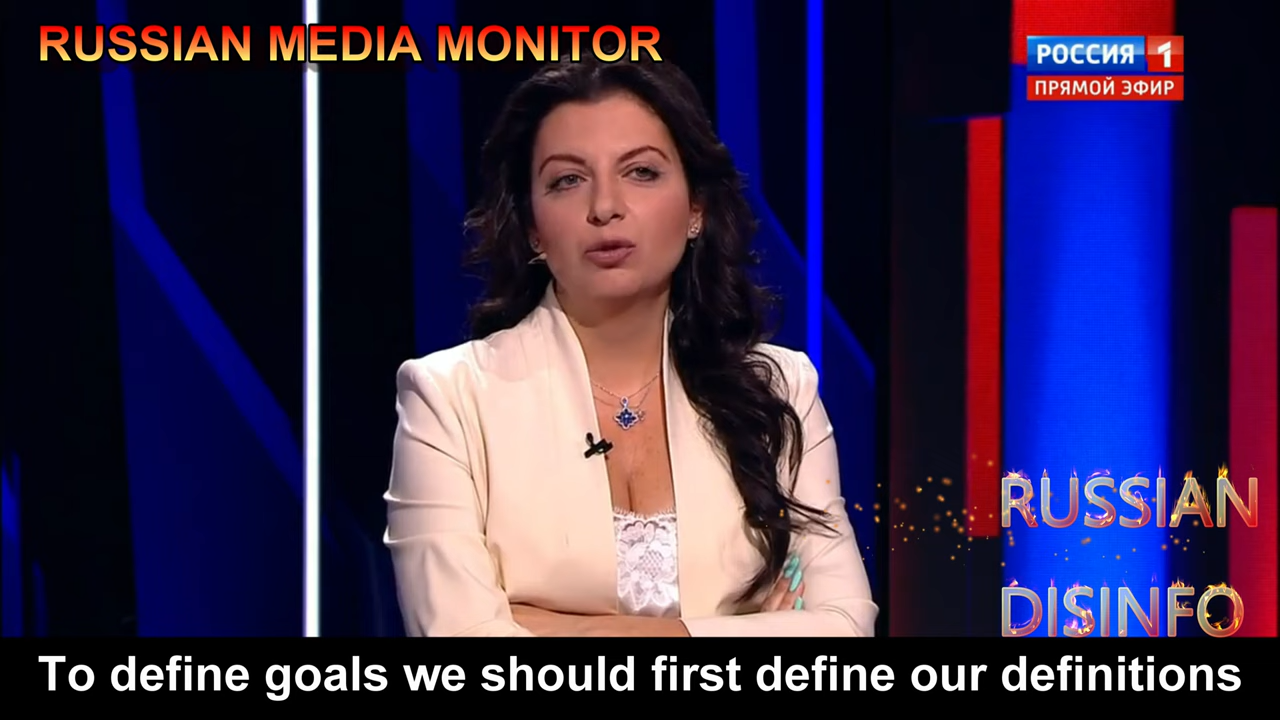 RUSSIAN MEDIA MONITOR
РОССИЯ 1
ПРЯМОЙ ЭФИР
RUSSIAN
DISINFO
To define goals we should first define our definitions